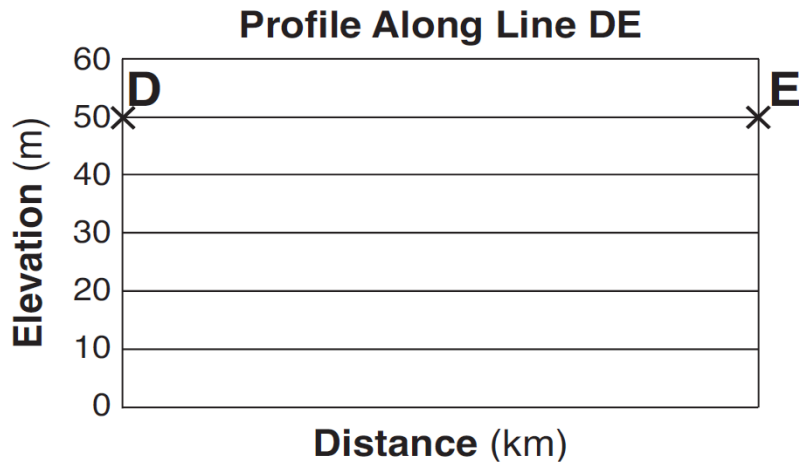 Profile Along Line DE
Elevation (m)
60
D
E
50
40
30
20
10
0
Distance (km)